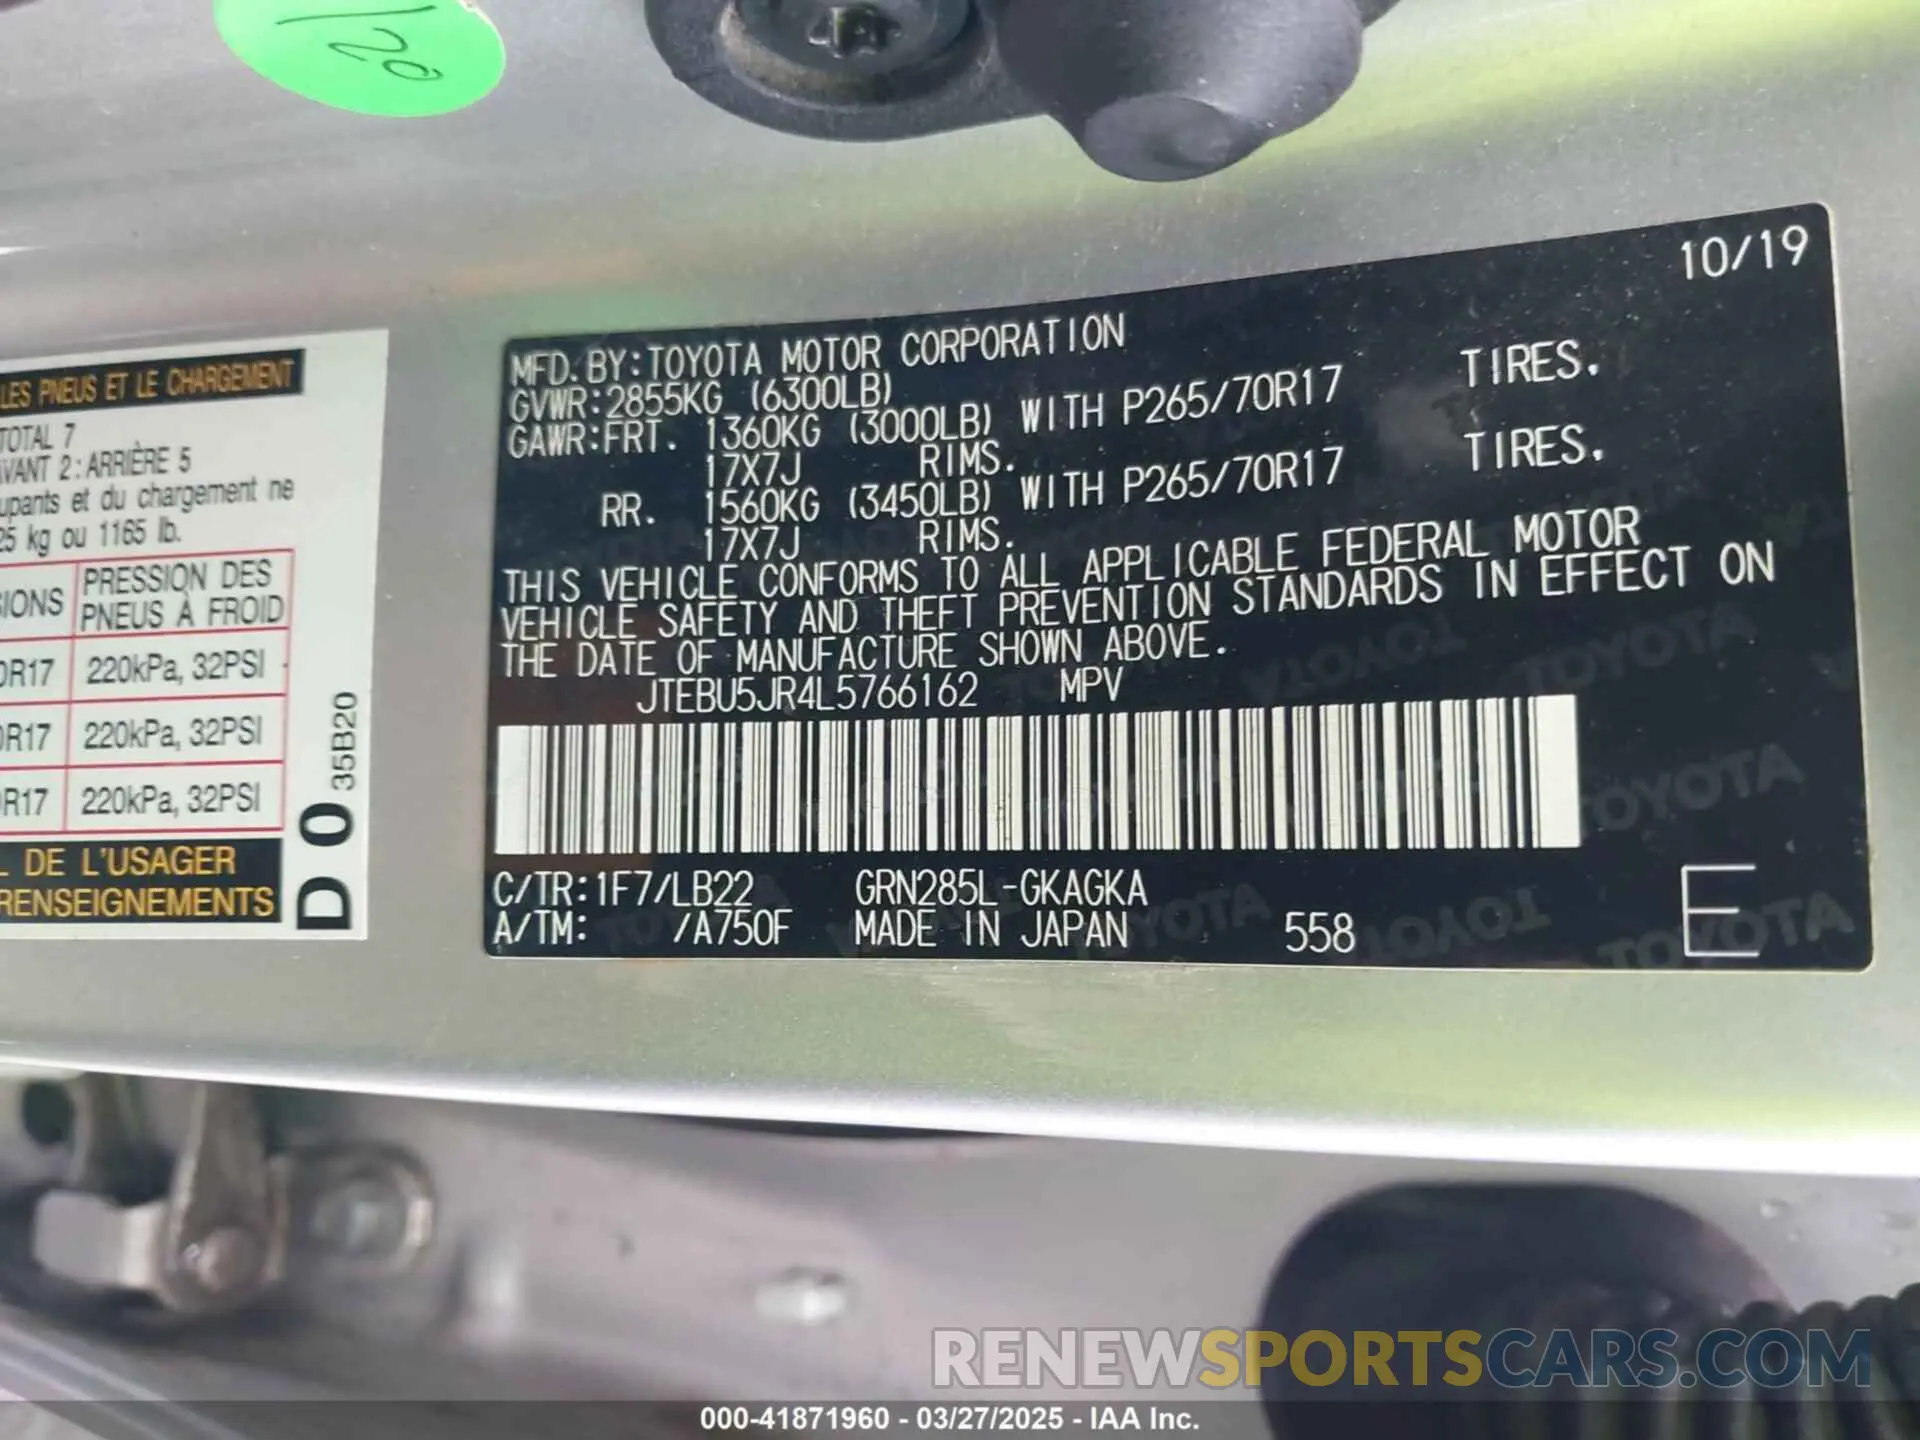 120
10/19
MFD. BY:TOYOTA MOTOR CORPORATION
GVWR:2855KG (6300LB)
GAWR:FRT. 1360KG (3000LB) WITH P265/70R17 TIRES.
17X7J RIMS.
RR. 1560KG (3450LB) WITH P265/70R17 TIRES.
17X7J RIMS.
THIS VEHICLE CONFORMS TO ALL APPLICABLE FEDERAL MOTOR
VEHICLE SAFETY AND THEFT PREVENTION STANDARDS IN EFFECT ON
THE DATE OF MANUFACTURE SHOWN ABOVE.
JTEBU5JR4L5766162 MPV
C/TR:1F7/LB22 GRN285L-GKAGKA
A/TM: /A750F MADE IN JAPAN 558 E
LES PNEUS ET LE CHARGEMENT
TOTAL 7
AVANT 2:ARRIÈRE 5
upants et du chargement ne
25 kg ou 1165 lb.
SIONS PRESSION DES
PNEUS À FROID
0R17 220kPa, 32PSI
0R17 220kPa, 32PSI
R17 220kPa, 32PSI
L DE L'USAGER
RENSEIGNEMENTS
D 0 35B20
RENEWSPORTSCARS.COM
000-41871960 - 03/27/2025 - IAA Inc.